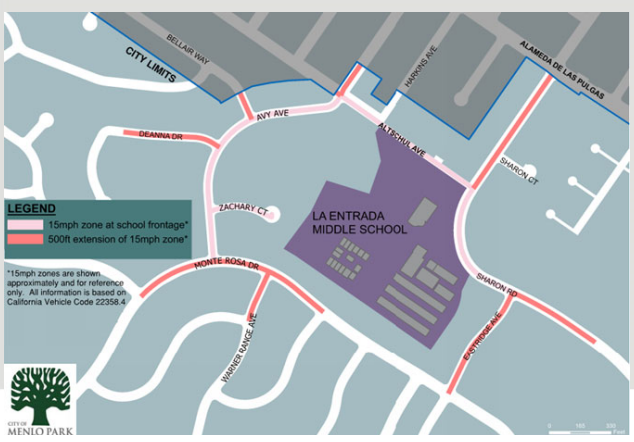 BELLAIR WAY
CITY LIMITS
HARKINS AVE
ALAMEDA DE LAS PULGAS
AVY AVE
DEANNA DR
ALTSCHUL AVE
SHARON CT
LEGEND
15mph zone at school frontage*
500ft extension of 15mph zone*
ZACHARY CT
LA ENTRADA
MIDDLE SCHOOL
*15mph zones are shown
approximately and for reference
only. All information is based on
California Vehicle Code 22358.4
MONTE ROSA DR
SHARON RD
WARNER RANGE AVE
EASTRIDGE AVE
CITY OF
MENLO PARK
0
Feet